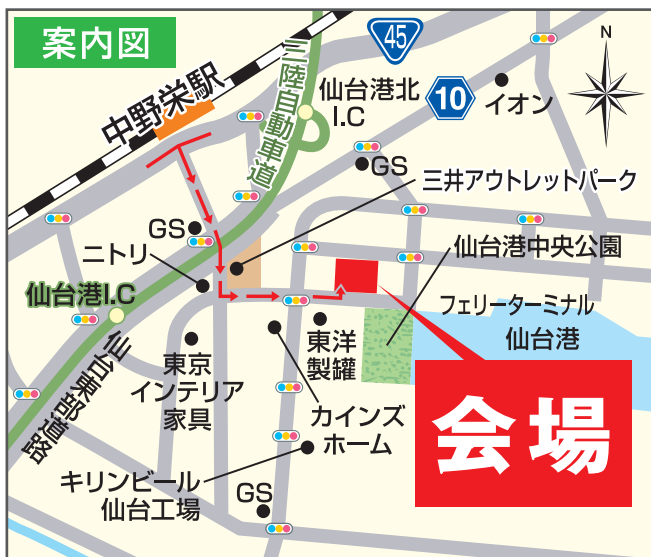 案内図
45
N
中野栄駅
三陸自動車道
仙台港北
I.C
10
イオン
GS
三井アウトレットパーク
GS
ニトリ
仙台港中央公園
仙台港I.C
フェリーターミナル
仙台港
仙台東部道路
東京
インテリア
家具
東洋
製罐
カインズ
ホーム
会場
キリンビール
仙台工場
GS